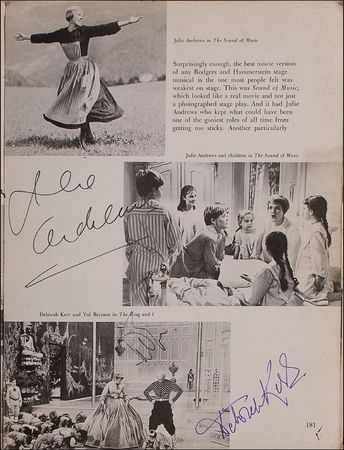 Julie Andrews in The Sound of Music
Surprisingly enough, the best movie version
of any Rodgers and Hammerstein stage
musical is the one most people felt was
weakest on stage. This was Sound of Music,
which looked like a real movie and not just
a photographed stage play. And it had Julie
Andrews who kept what could have been
one of the gooiest roles of all time from
getting too sticky. Another particularly
Julie Andrews and children in The Sound of Music
Julie
Andrews
Deborah Kerr and Yul Brynner in The King and I
Deborah Kerr
181